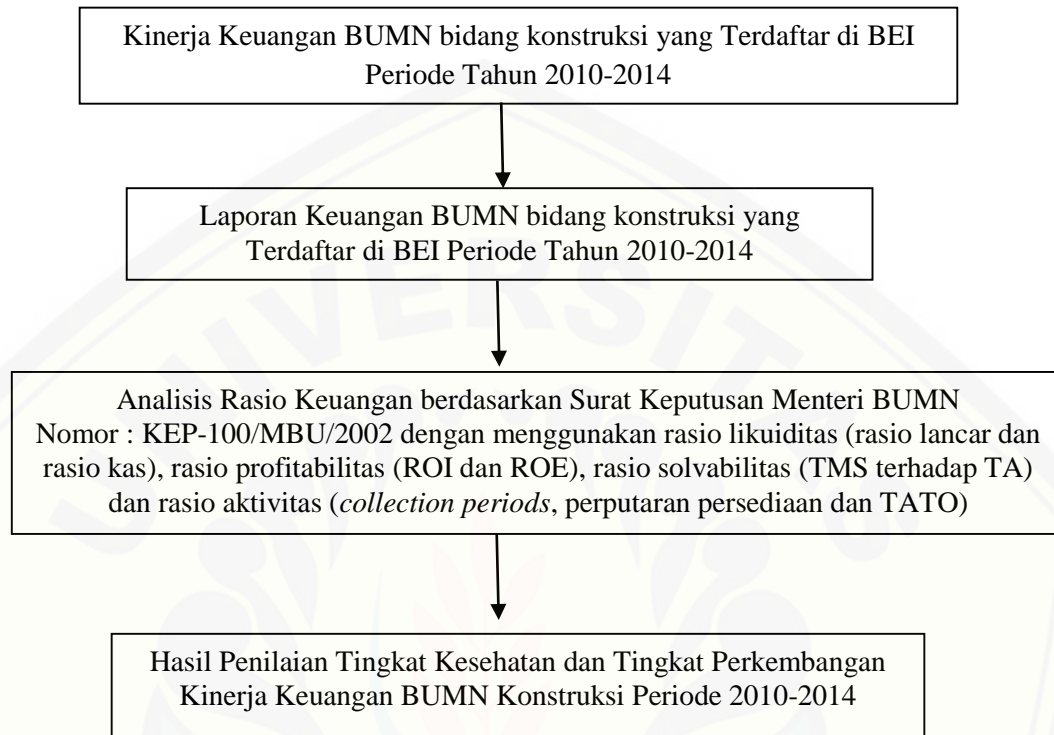 Kinerja Keuangan BUMN bidang konstruksi yang Terdaftar di BEI
Periode Tahun 2010-2014
Laporan Keuangan BUMN bidang konstruksi yang
Terdaftar di BEI Periode Tahun 2010-2014
UNIVERSITAS
Analisis Rasio Keuangan berdasarkan Surat Keputusan Menteri BUMN
Nomor : KEP-100/MBU/2002 dengan menggunakan rasio likuiditas (rasio lancar dan
rasio kas), rasio profitabilitas (ROI dan ROE), rasio solvabilitas (TMS terhadap TA)
dan rasio aktivitas (collection periods, perputaran persediaan dan TATO)
Hasil Penilaian Tingkat Kesehatan dan Tingkat Perkembangan
Kinerja Keuangan BUMN Konstruksi Periode 2010-2014